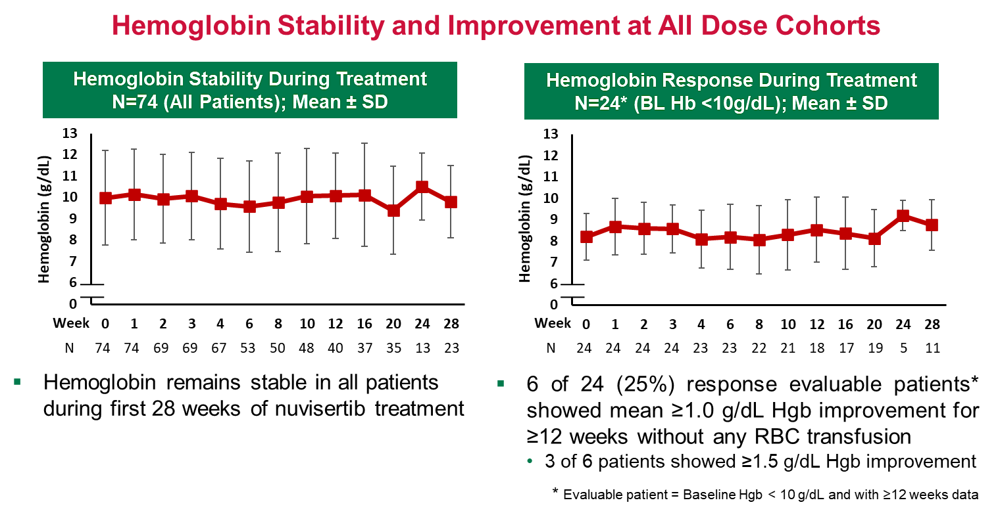 Hemoglobin Stability and Improvement at All Dose Cohorts
Hemoglobin Stability During Treatment
N=74 (All Patients); Mean ± SD
Hemoglobin (g/dL)
13
12
11
10
9
8
7
6
0
Week 0 1 2 3 4 6 8 10 12 16 20 24 28
N 74 74 69 69 67 53 50 48 40 37 35 13 23
▪ Hemoglobin remains stable in all patients
during first 28 weeks of nuvisertib treatment
Hemoglobin Response During Treatment
N=24* (BL Hb <10g/dL); Mean ± SD
Hemoglobin (g/dL)
13
12
11
10
9
8
7
6
0
Week 0 1 2 3 4 6 8 10 12 16 20 24 28
N 24 24 24 24 23 23 22 21 18 17 19 5 11
▪ 6 of 24 (25%) response evaluable patients*
showed mean ≥1.0 g/dL Hgb improvement for
≥12 weeks without any RBC transfusion
• 3 of 6 patients showed ≥1.5 g/dL Hgb improvement
* Evaluable patient = Baseline Hgb < 10 g/dL and with ≥12 weeks data